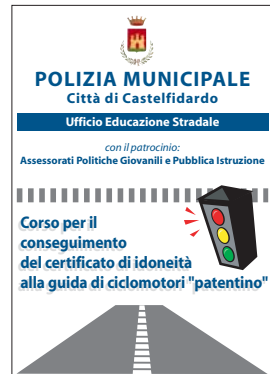 POLIZIA MUNICIPALE
Città di Castelfidardo
Ufficio Educazione Stradale
con il patrocinio:
Assessorati Politiche Giovanili e Pubblica Istruzione
Corso per il
conseguimento
del certificato di idoneità
alla guida di ciclomotori "patentino"